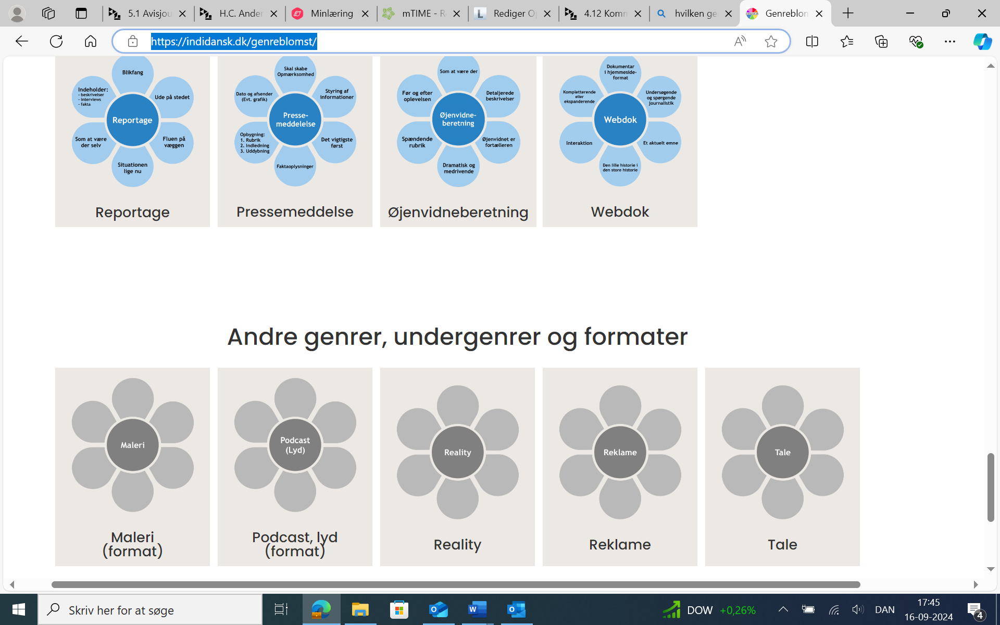 5.1 Avisjou
H.C. Ander
Minlæring
mTIME - R
Rediger O
4.12 Komn
hvilken ge
Genreblon
https://indidansk.dk/genreblomst/
Blikfang
Indeholder:
- beskrivelser
- interviews
- fakta
Ude på stedet
Reportage
Som at være
der selv
Fluen på
væggen
Situationen
lige nu
Reportage
Skal skabe
Opmærksomhed
Dato og afsender
(Evt. grafik)
Styring af
informationer
Presse-
meddelelse
Opbygning:
1. Rubrik
2. Indledning
3. Uddybning
Det vigtigste
først
Faktaoplysninger
Pressemeddelse
Som at være der
Før og efter
oplevelsen
Detaljerede
beskrivelser
Øjenvidne-
beretning
Spændende
rubrik
Øjenvidnet er
fortælleren
Dramatisk og
medrivende
Øjenvidneberetning
Dokumentar
i hjemmeside-
format
Kompletterende
eller
ekspanderende
Undersøgende
og spørgende
journalistik
Webdok
Interaktion
Et aktuelt emne
Den lille historie i
den store historie
Webdok
Andre genrer, undergenrer og formater
Maleri
Maleri
(format)
Podcast
(Lyd)
Podcast, lyd
(format)
Reality
Reality
Reklame
Reklame
Tale
Tale
Skriv her for at søge
DOW +0,26%
DAN
17:45
16-09-2024
4